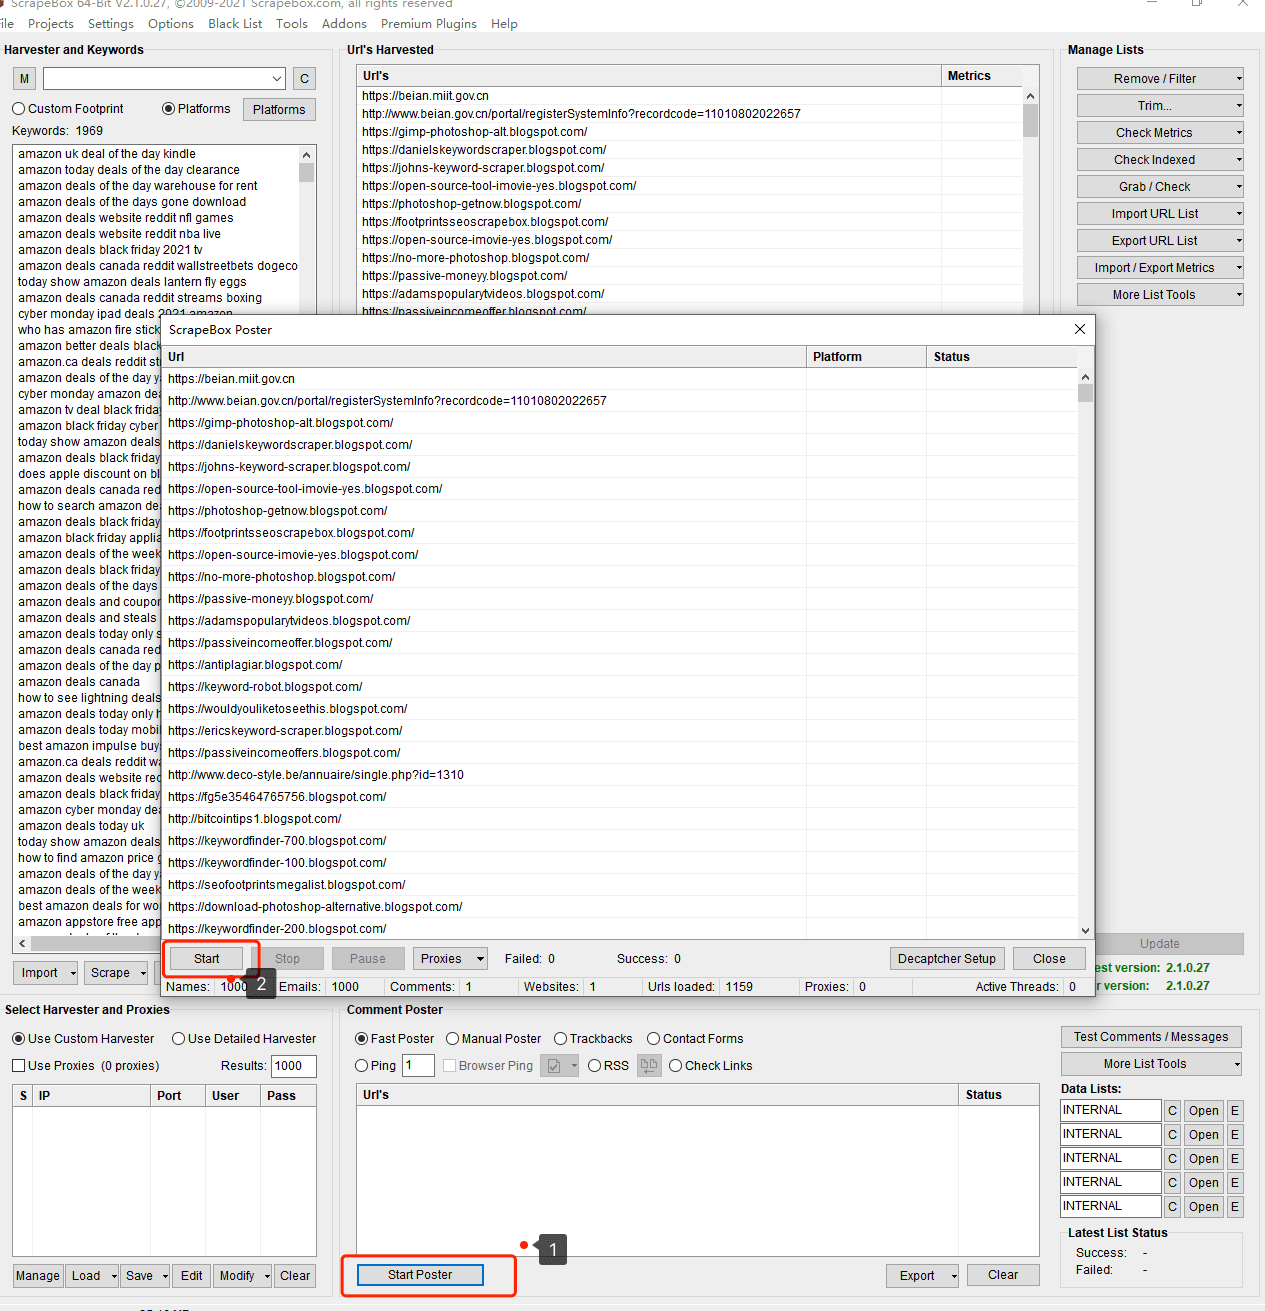 ScrapeBox 64-Bit V2.1.0.27, ©2009-2021 Scrapebox.com, all rights reserved
File Projects Settings Options Black List Tools Addons Premium Plugins Help
Harvester and Keywords
M
C
Custom Footprint Platforms Platforms
Keywords: 1969
amazon uk deal of the day kindle
amazon today deals of the day clearance
amazon deals of the day warehouse for rent
amazon deals of the days gone download
amazon deals website reddit nfl games
amazon deals website reddit nba live
amazon deals black friday 2021 tv
amazon deals canada reddit wallstreetbets dogeco
today show amazon deals lantern fly eggs
amazon deals canada reddit streams boxing
cyber monday ipad deals 2021 amazon
who has amazon fire stick
amazon better deals black
amazon.ca deals reddit st
amazon deals of the day ya
cyber monday amazon dea
amazon tv deal black friday
amazon black friday cyber
today show amazon deals
amazon deals black friday
does apple discount on bl
amazon deals canada red
how to search amazon de
amazon deals black friday
amazon black friday applia
amazon deals of the week
amazon deals black friday
amazon deals of the days
amazon deals and coupon
amazon deals and steals
amazon deals today only s
amazon deals canada red
amazon deals of the day p
amazon deals canada
how to see lightning deals
amazon deals today only h
amazon deals today mobil
best amazon impulse buys
amazon.ca deals reddit wa
amazon deals website rec
amazon deals black friday
amazon cyber monday dea
amazon deals today uk
today show amazon deals
how to find amazon price g
amazon deals of the day ya
amazon deals of the week
best amazon deals for wo
amazon appstore free app
Import Scrape
Url's Harvested
Url's Metrics
https://beian.miit.gov.cn
http://www.beian.gov.cn/portal/registerSystemInfo?recordcode=11010802022657
https://gimp-photoshop-alt.blogspot.com/
https://danielskeywordscraper.blogspot.com/
https://johns-keyword-scraper.blogspot.com/
https://open-source-tool-imovie-yes.blogspot.com/
https://photoshop-getnow.blogspot.com/
https://footprintsseoscrapebox.blogspot.com/
https://open-source-imovie-yes.blogspot.com/
https://no-more-photoshop.blogspot.com/
https://passive-moneyy.blogspot.com/
https://adamspopularytvideos.blogspot.com/
https://passiveincomeoffer.blogspot.com/
Manage Lists
Remove / Filter
Trim...
Check Metrics
Check Indexed
Grab / Check
Import URL List
Export URL List
Import / Export Metrics
More List Tools
Update
est version: 2.1.0.27
r version: 2.1.0.27
ScrapeBox Poster
Url Platform Status
https://beian.miit.gov.cn
http://www.beian.gov.cn/portal/registerSystemInfo?recordcode=11010802022657
https://gimp-photoshop-alt.blogspot.com/
https://danielskeywordscraper.blogspot.com/
https://johns-keyword-scraper.blogspot.com/
https://open-source-tool-imovie-yes.blogspot.com/
https://photoshop-getnow.blogspot.com/
https://footprintsseoscrapebox.blogspot.com/
https://open-source-imovie-yes.blogspot.com/
https://no-more-photoshop.blogspot.com/
https://passive-moneyy.blogspot.com/
https://adamspopularytvideos.blogspot.com/
https://passiveincomeoffer.blogspot.com/
https://antiplagiar.blogspot.com/
https://keyword-robot.blogspot.com/
https://wouldyouliketoseethis.blogspot.com/
https://ericskeyword-scraper.blogspot.com/
https://passiveincomeoffers.blogspot.com/
http://www.deco-style.be/annuaire/single.php?id=1310
https://fg5e35464765756.blogspot.com/
http://bitcointips1.blogspot.com/
https://keywordfinder-700.blogspot.com/
https://keywordfinder-100.blogspot.com/
https://seofootprintsmegalist.blogspot.com/
https://download-photoshop-alternative.blogspot.com/
https://keywordfinder-200.blogspot.com/
Start Stop Pause Proxies Failed: 0 Success: 0 Decaptcher Setup Close
Names: 1000 2 Emails: 1000 Comments: 1 Websites: 1 Urls loaded: 1159 Proxies: 0 Active Threads: 0
Select Harvester and Proxies
Use Custom Harvester Use Detailed Harvester
Use Proxies (0 proxies) Results: 1000
S IP Port User Pass
Manage Load Save Edit Modify Clear
Comment Poster
Fast Poster Manual Poster Trackbacks Contact Forms
Ping 1 Browser Ping RSS Check Links
Url's Status
1
Start Poster Export Clear
Test Comments / Messages
More List Tools
Data Lists:
INTERNAL C Open E
INTERNAL C Open E
INTERNAL C Open E
INTERNAL C Open E
INTERNAL C Open E
Latest List Status
Success: -
Failed: -